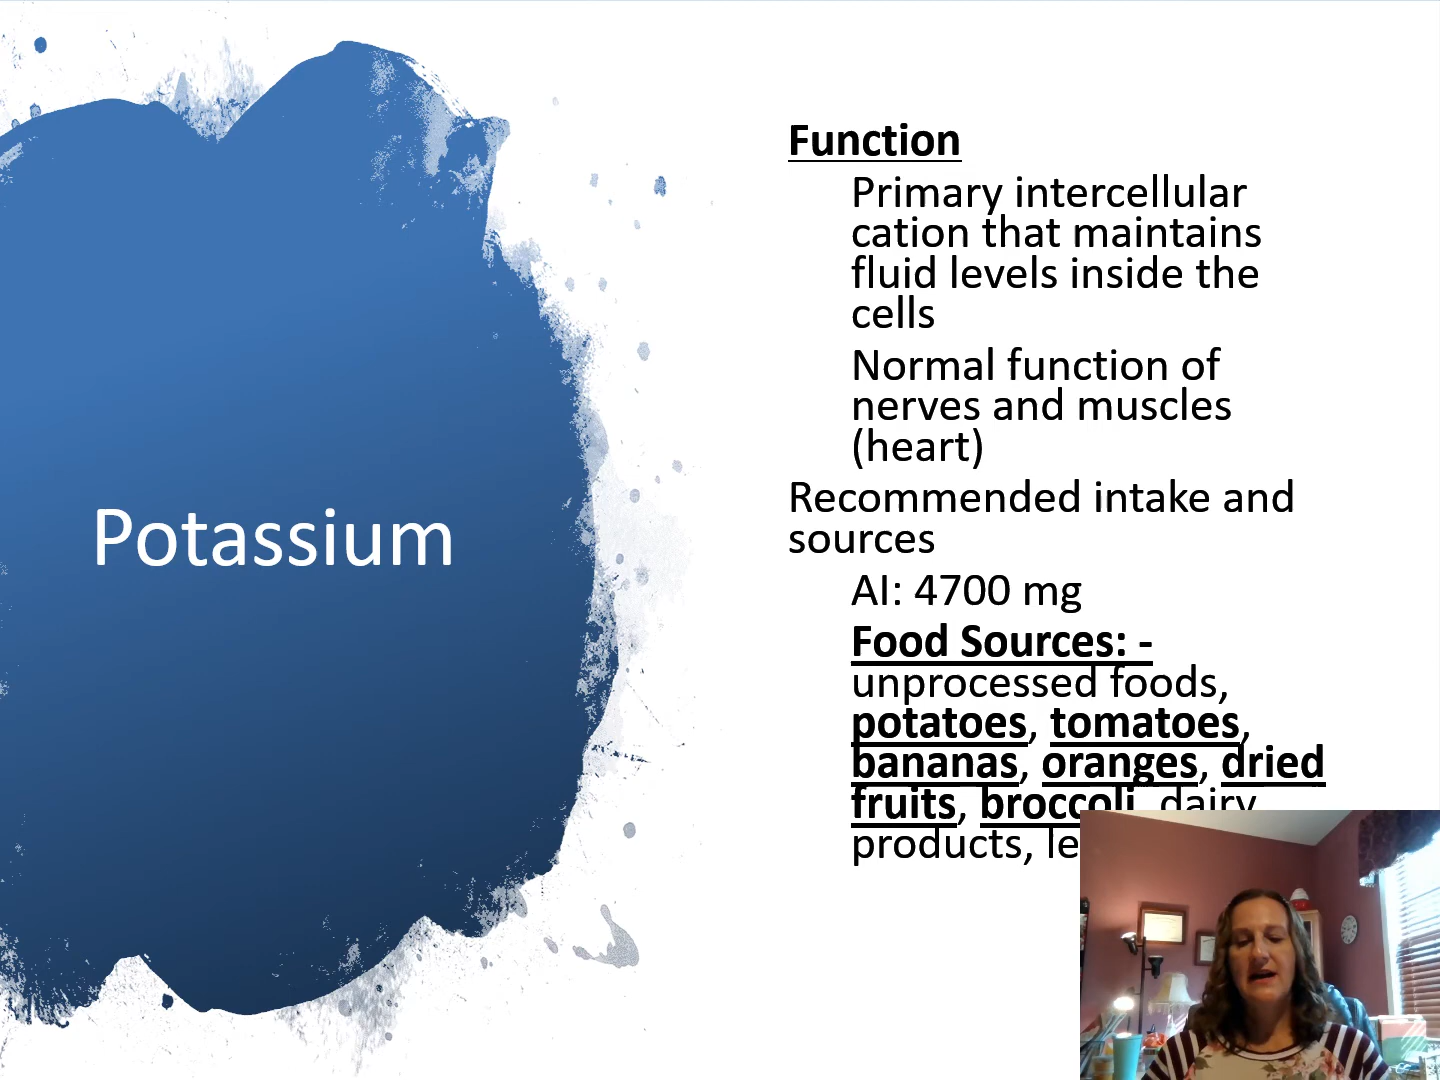 Potassium
Function
Primary intercellular
cation that maintains
fluid levels inside the
cells
Normal function of
nerves and muscles
(heart)
Recommended intake and
sources
AI: 4700 mg
Food Sources: -
unprocessed foods,
potatoes, tomatoes,
bananas, oranges, dried
fruits, broccoli, dairy
products,